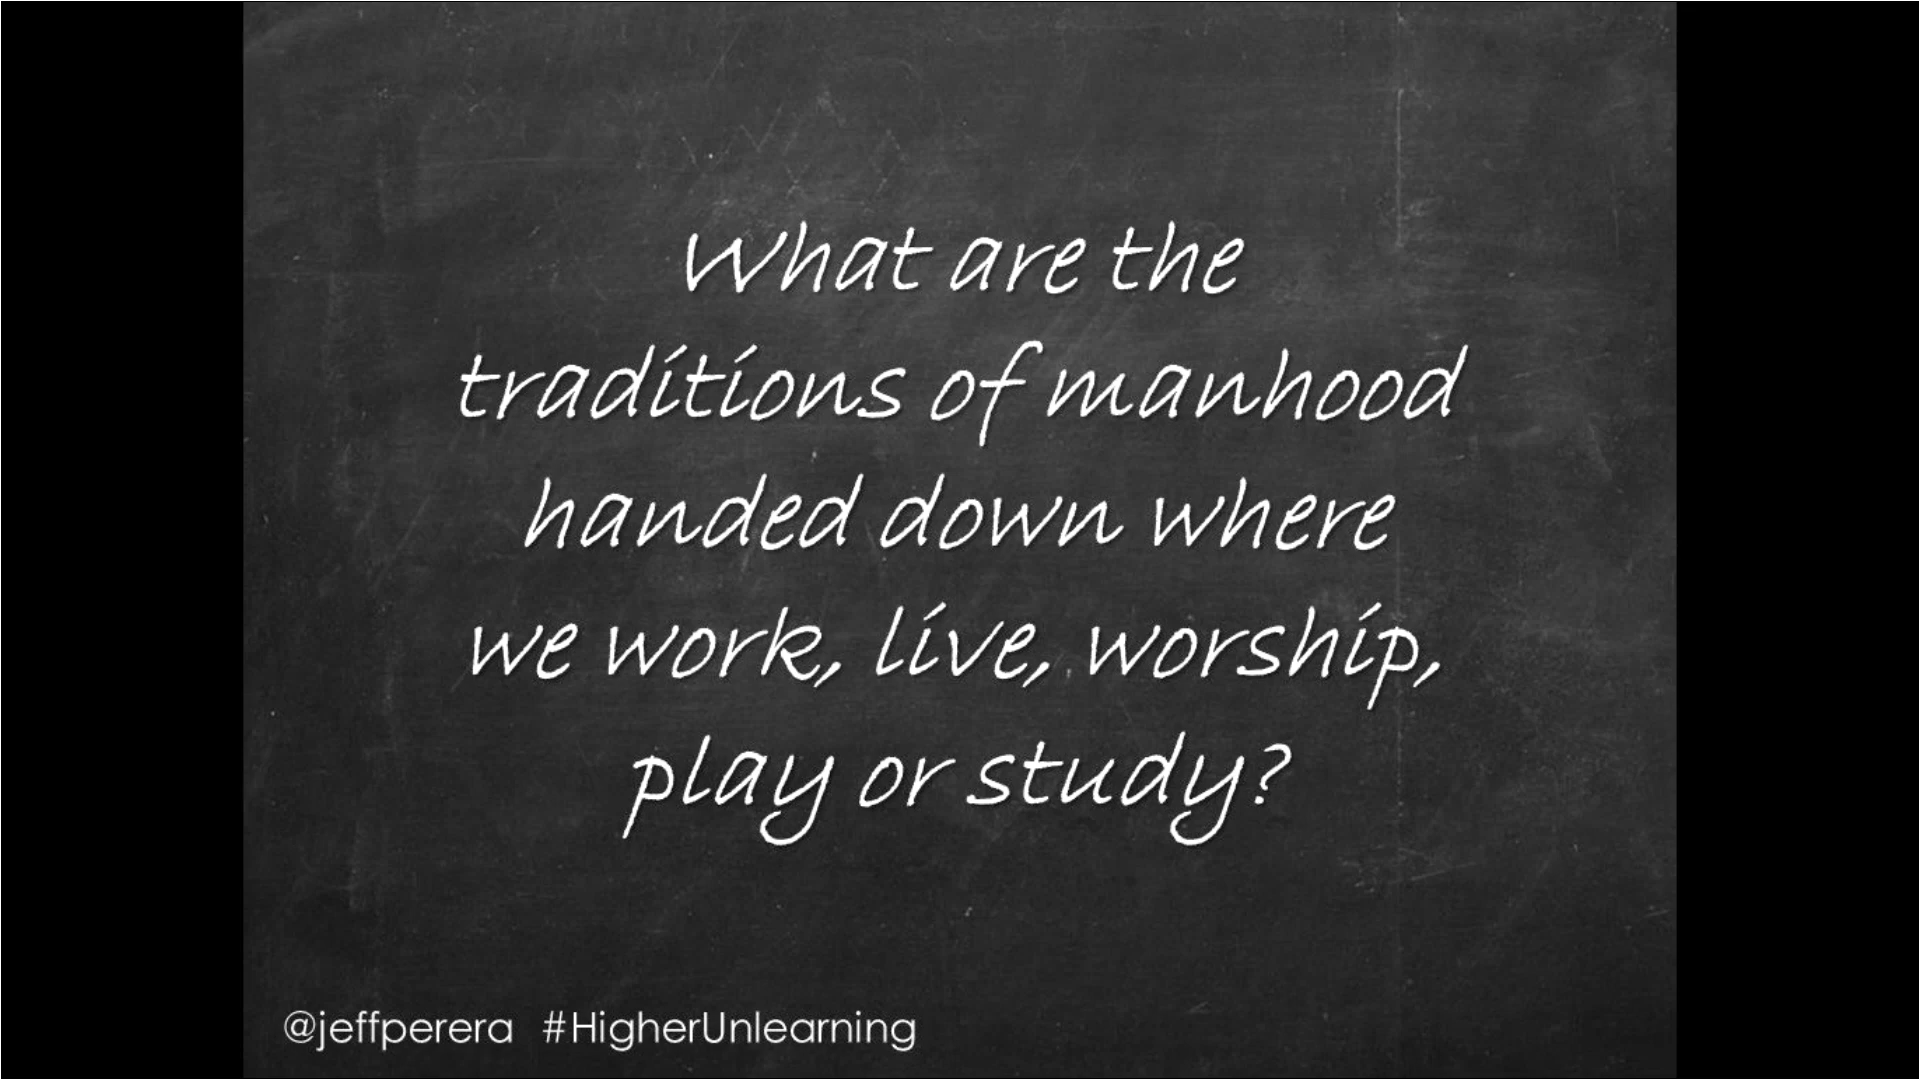 What are the
traditions of manhood
handed down where
we work, live, worship,
play or study?
@jeffperera #HigherUnlearning